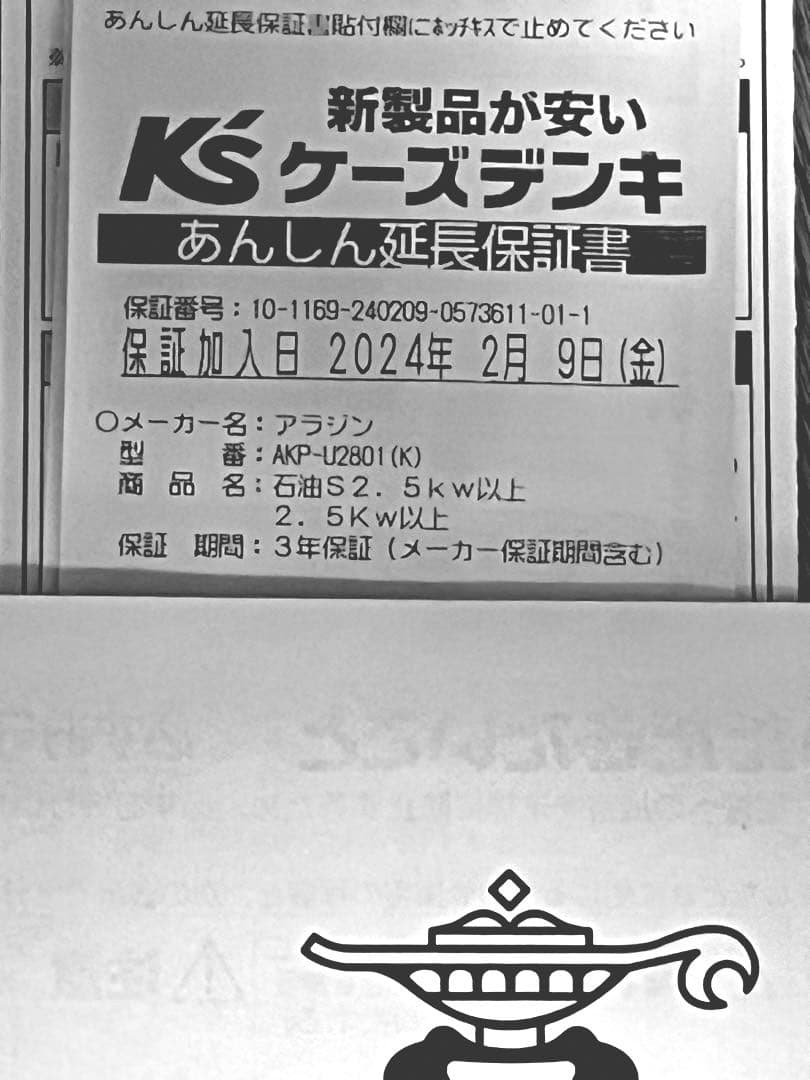 あんしん延長保証書貼付欄にﾎｯﾁｷｽで止めてください
新製品が安い
K's ケーズデンキ
あんしん延長保証書
保証番号：10-1169-240209-0573611-01-1
保証加入日 2024年 2月 9日(金)
○メーカー名：アラジン
型　　　番：AKP-U2801(K)
商　品　名：石油Ｓ２．５ｋｗ以上
２．５Ｋｗ以上
保証　期間：３年保証（メーカー保証期間含む）